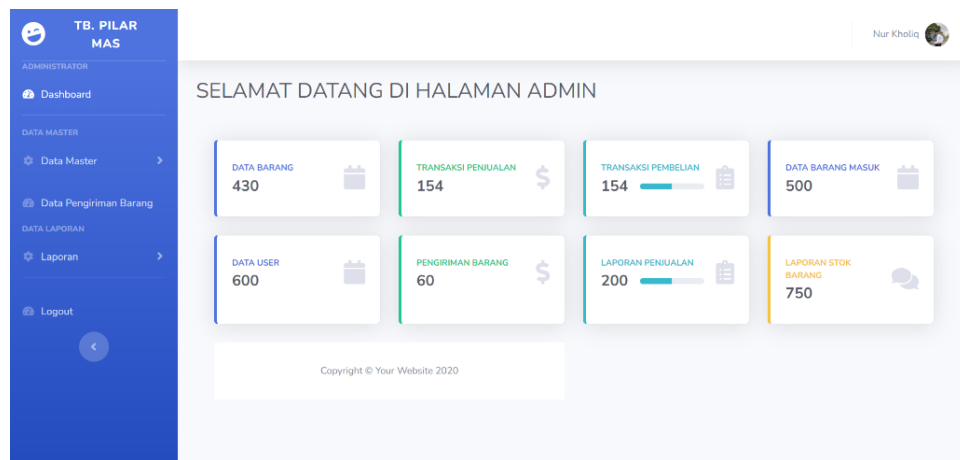 TB. PILAR
MAS
Nur Kholiq
ADMINISTRATOR
Dashboard
SELAMAT DATANG DI HALAMAN ADMIN
DATA MASTER
Data Master
Data Pengiriman Barang
DATA LAPORAN
Laporan
Logout
DATA BARANG
430
TRANSAKSI PENJUALAN
154
TRANSAKSI PEMBELIAN
154
DATA BARANG MASUK
500
DATA USER
600
PENGIRIMAN BARANG
60
LAPORAN PENJUALAN
200
LAPORAN STOK
BARANG
750
Copyright © Your Website 2020